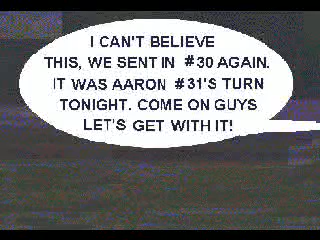 I CAN'T BELIEVE
THIS, WE SENT IN #30 AGAIN.
IT WAS AARON #31'S TURN
TONIGHT. COME ON GUYS
LET'S GET WITH IT!